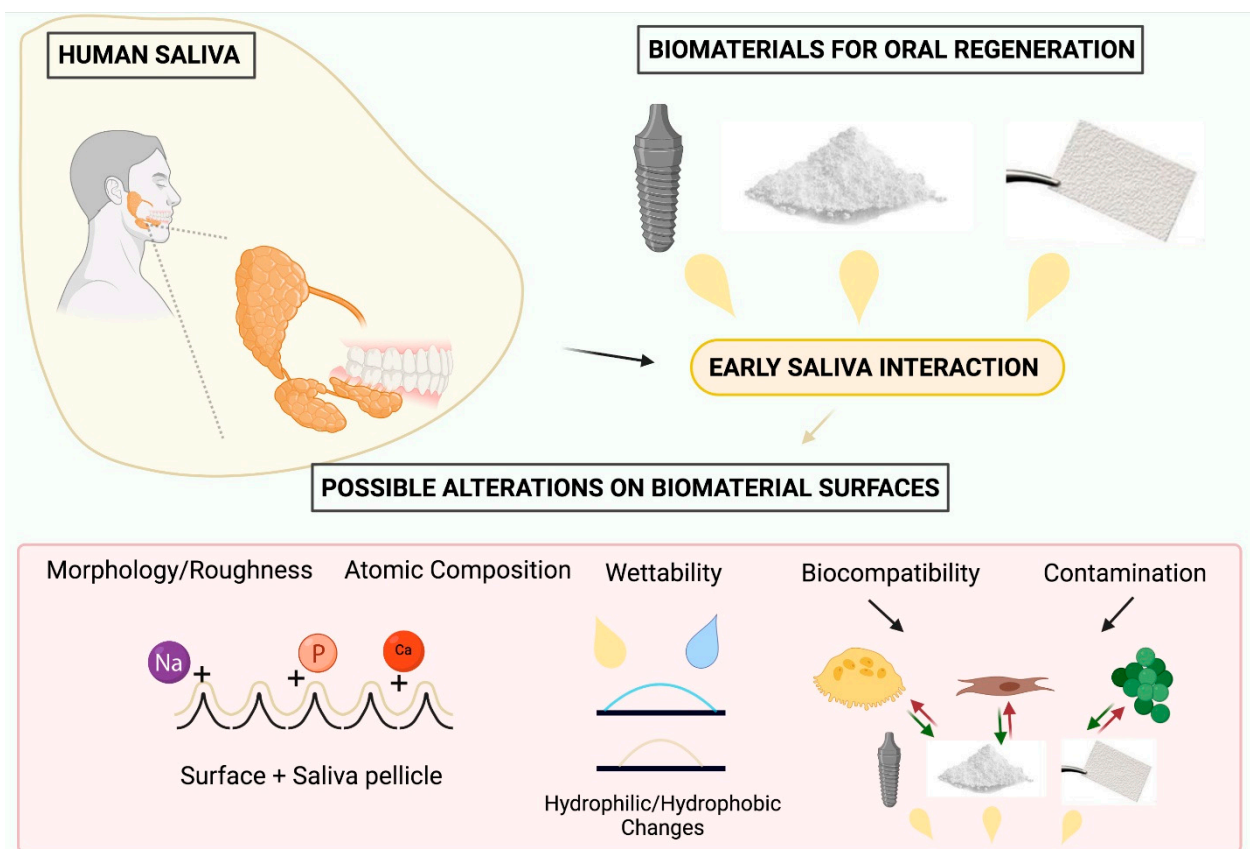 HUMAN SALIVA
BIOMATERIALS FOR ORAL REGENERATION
EARLY SALIVA INTERACTION
POSSIBLE ALTERATIONS ON BIOMATERIAL SURFACES
Morphology/Roughness
Atomic Composition
Wettability
Biocompatibility
Contamination
Na
+
P
+
Ca
+
Surface + Saliva pellicle
Hydrophilic/Hydrophobic
Changes